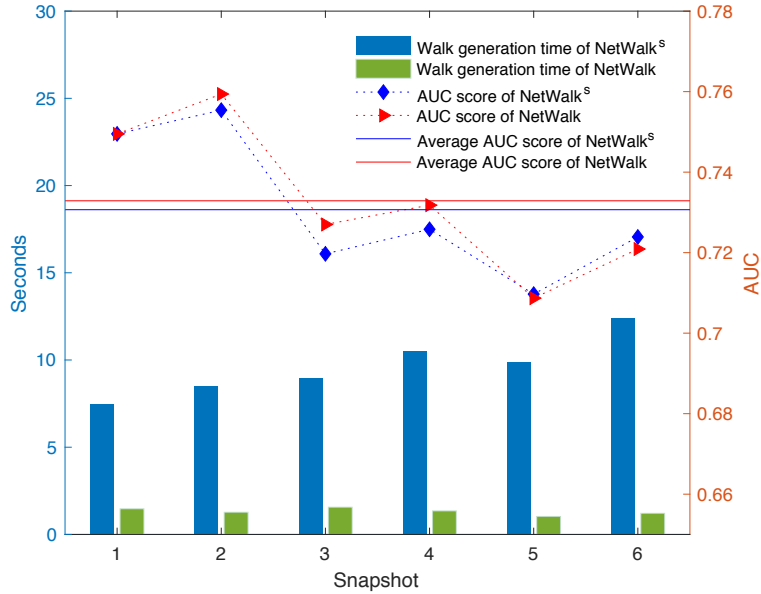 30
25
20
15
10
5
0
Seconds
0.78
0.76
0.74
0.72
0.7
0.68
0.66
AUC
Walk generation time of NetWalkˢ
Walk generation time of NetWalk
AUC score of NetWalkˢ
AUC score of NetWalk
Average AUC score of NetWalkˢ
Average AUC score of NetWalk
1 2 3 4 5 6
Snapshot